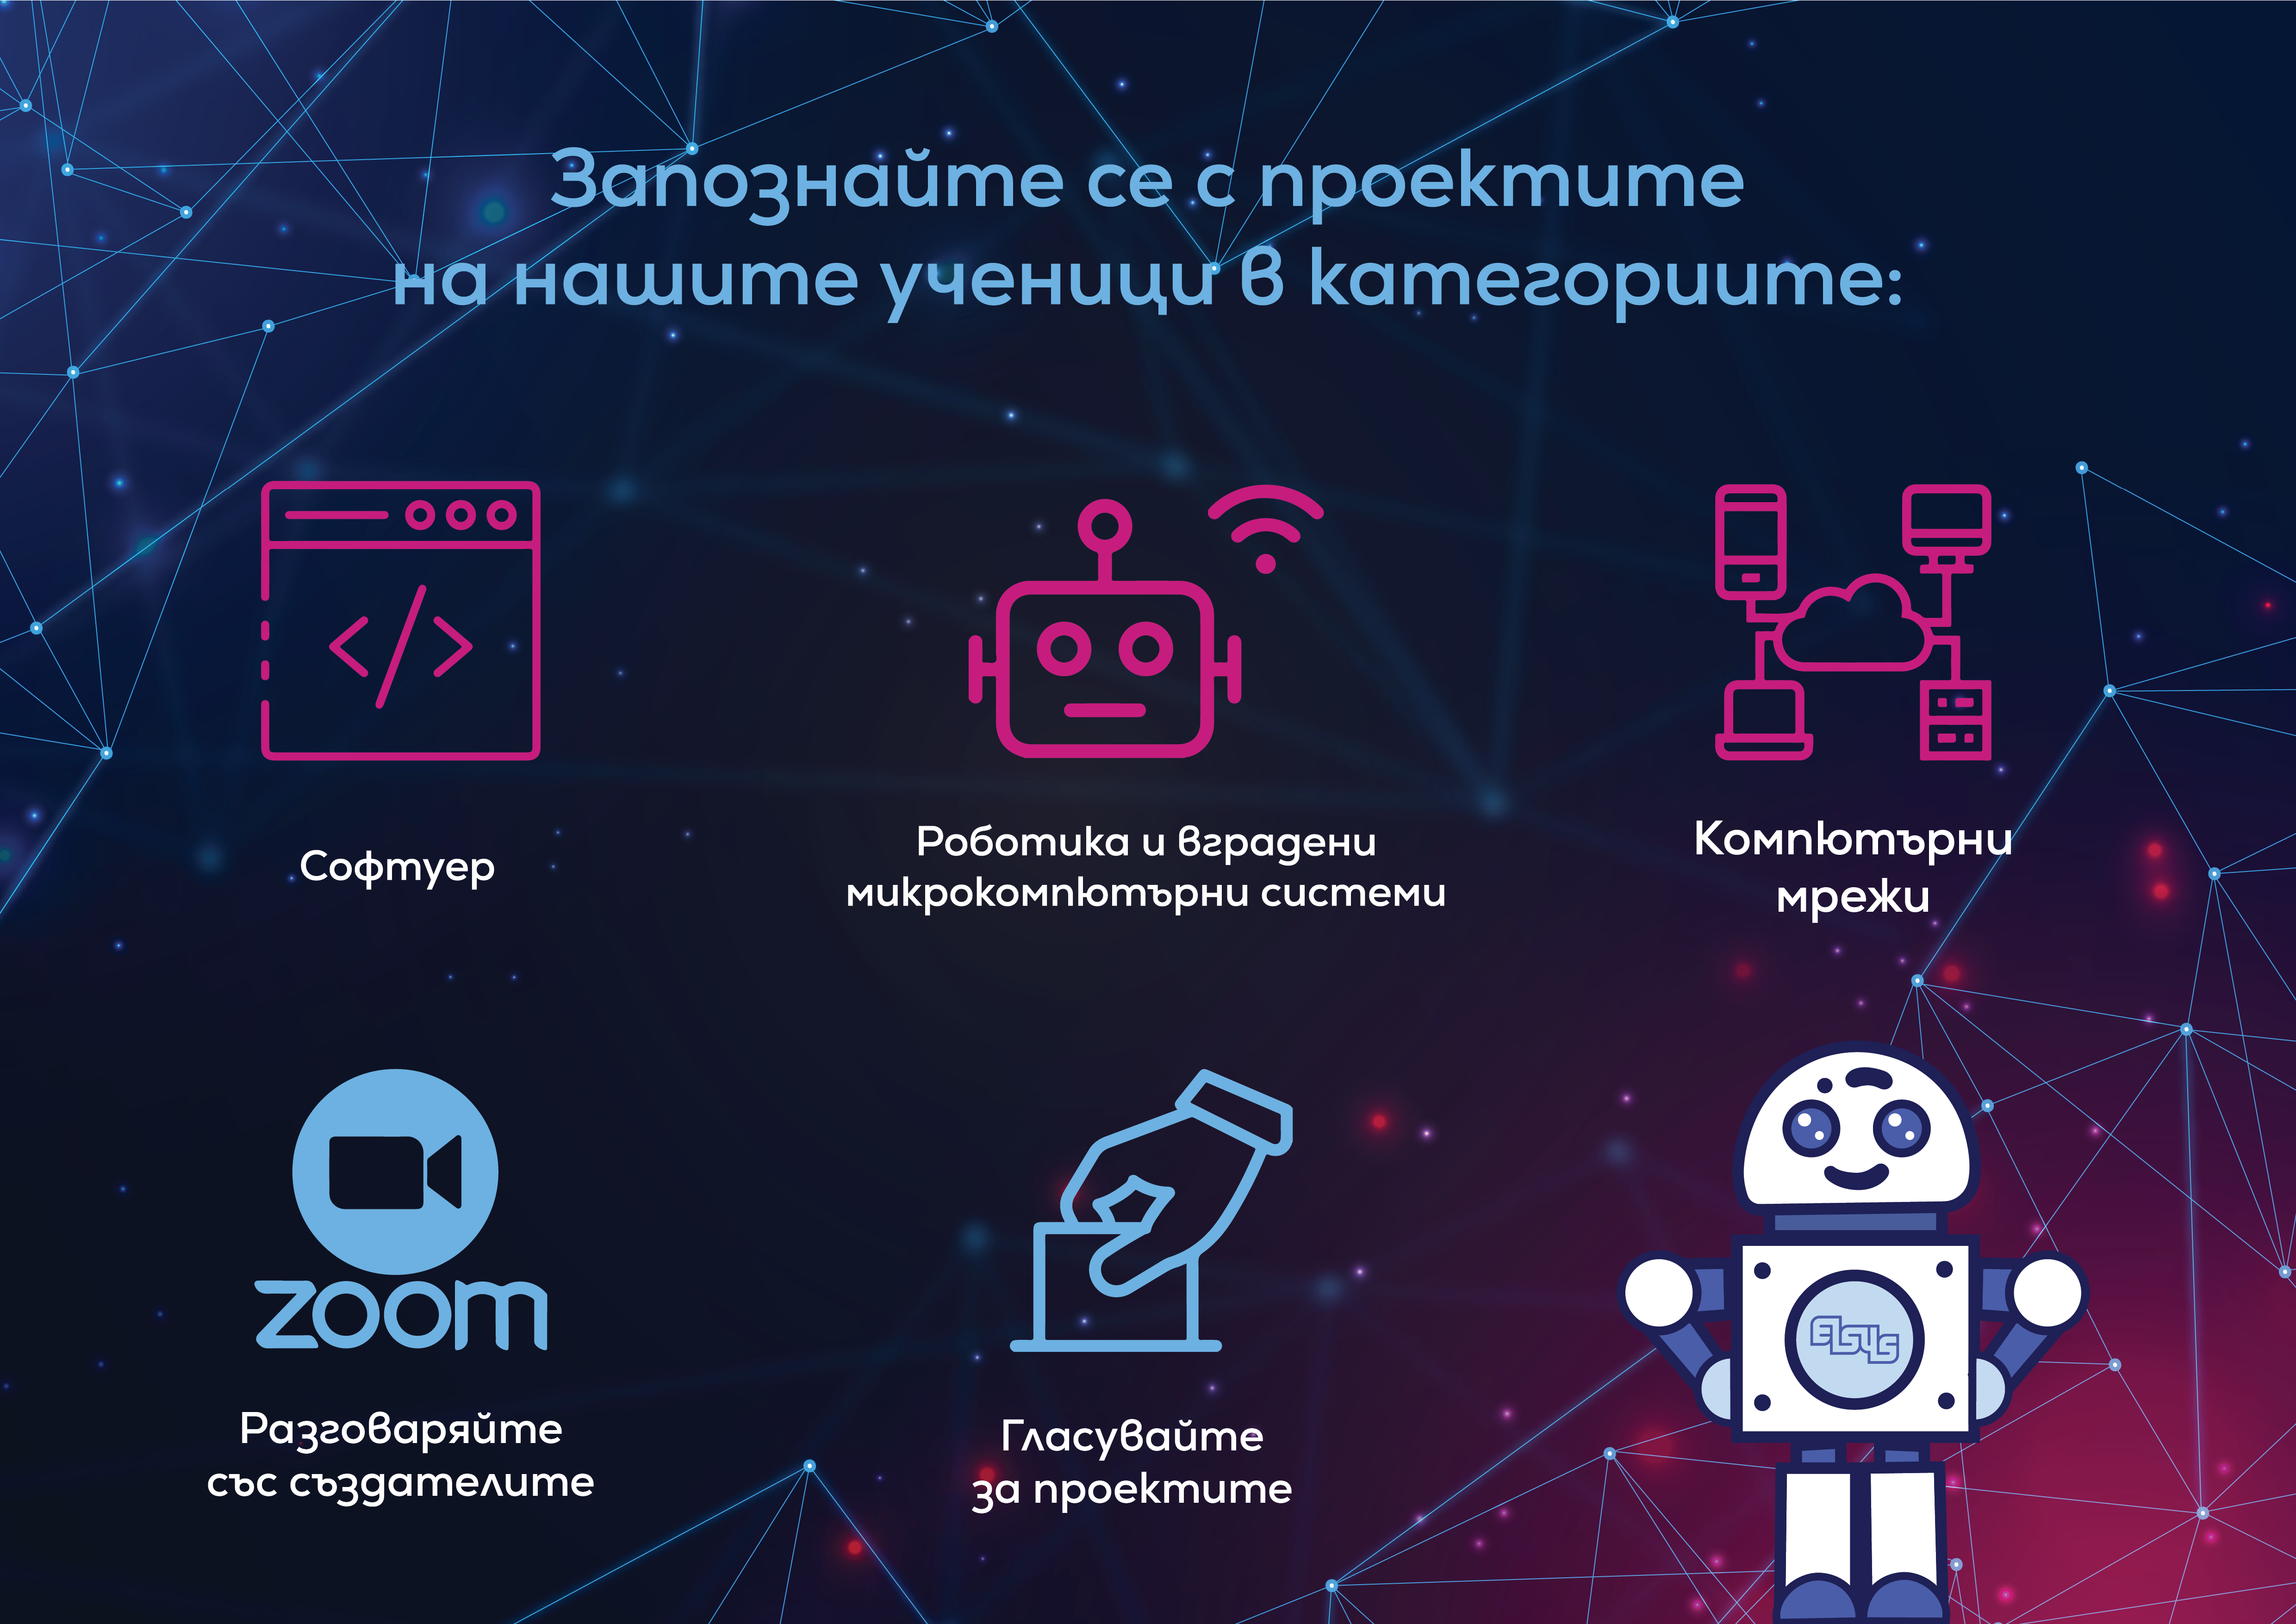 Запознайте се с проектите
на нашите ученици в категориите:
Софтуер
Роботика и вградени
микрокомпютърни системи
Компютърни
мрежи
zoom
Разговаряйте
със създателите
Гласувайте
за проектите
ELSYS